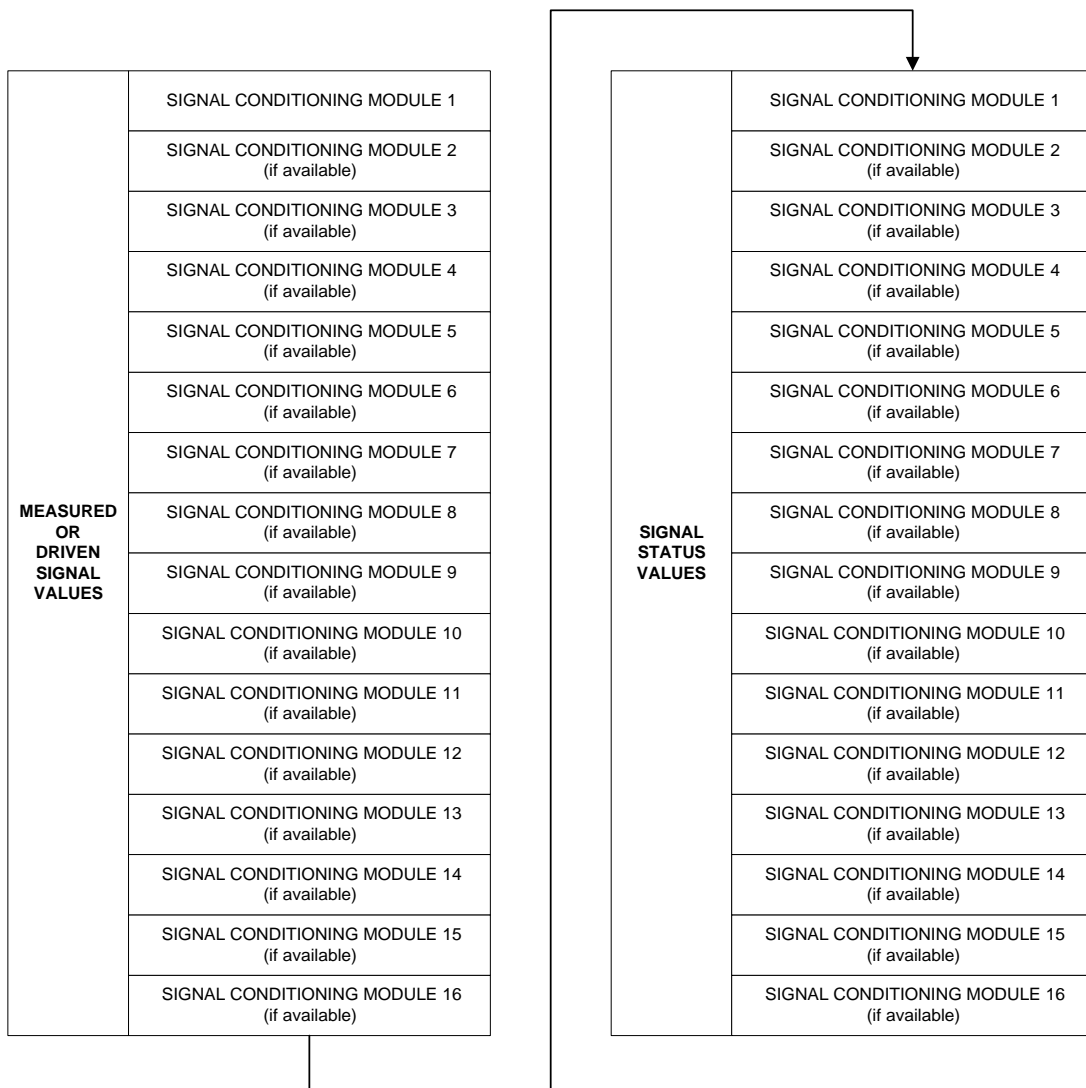 MEASURED
OR
DRIVEN
SIGNAL
VALUES
SIGNAL CONDITIONING MODULE 1
SIGNAL CONDITIONING MODULE 2
(if available)
SIGNAL CONDITIONING MODULE 3
(if available)
SIGNAL CONDITIONING MODULE 4
(if available)
SIGNAL CONDITIONING MODULE 5
(if available)
SIGNAL CONDITIONING MODULE 6
(if available)
SIGNAL CONDITIONING MODULE 7
(if available)
SIGNAL CONDITIONING MODULE 8
(if available)
SIGNAL CONDITIONING MODULE 9
(if available)
SIGNAL CONDITIONING MODULE 10
(if available)
SIGNAL CONDITIONING MODULE 11
(if available)
SIGNAL CONDITIONING MODULE 12
(if available)
SIGNAL CONDITIONING MODULE 13
(if available)
SIGNAL CONDITIONING MODULE 14
(if available)
SIGNAL CONDITIONING MODULE 15
(if available)
SIGNAL CONDITIONING MODULE 16
(if available)
SIGNAL
STATUS
VALUES
SIGNAL CONDITIONING MODULE 1
SIGNAL CONDITIONING MODULE 2
(if available)
SIGNAL CONDITIONING MODULE 3
(if available)
SIGNAL CONDITIONING MODULE 4
(if available)
SIGNAL CONDITIONING MODULE 5
(if available)
SIGNAL CONDITIONING MODULE 6
(if available)
SIGNAL CONDITIONING MODULE 7
(if available)
SIGNAL CONDITIONING MODULE 8
(if available)
SIGNAL CONDITIONING MODULE 9
(if available)
SIGNAL CONDITIONING MODULE 10
(if available)
SIGNAL CONDITIONING MODULE 11
(if available)
SIGNAL CONDITIONING MODULE 12
(if available)
SIGNAL CONDITIONING MODULE 13
(if available)
SIGNAL CONDITIONING MODULE 14
(if available)
SIGNAL CONDITIONING MODULE 15
(if available)
SIGNAL CONDITIONING MODULE 16
(if available)